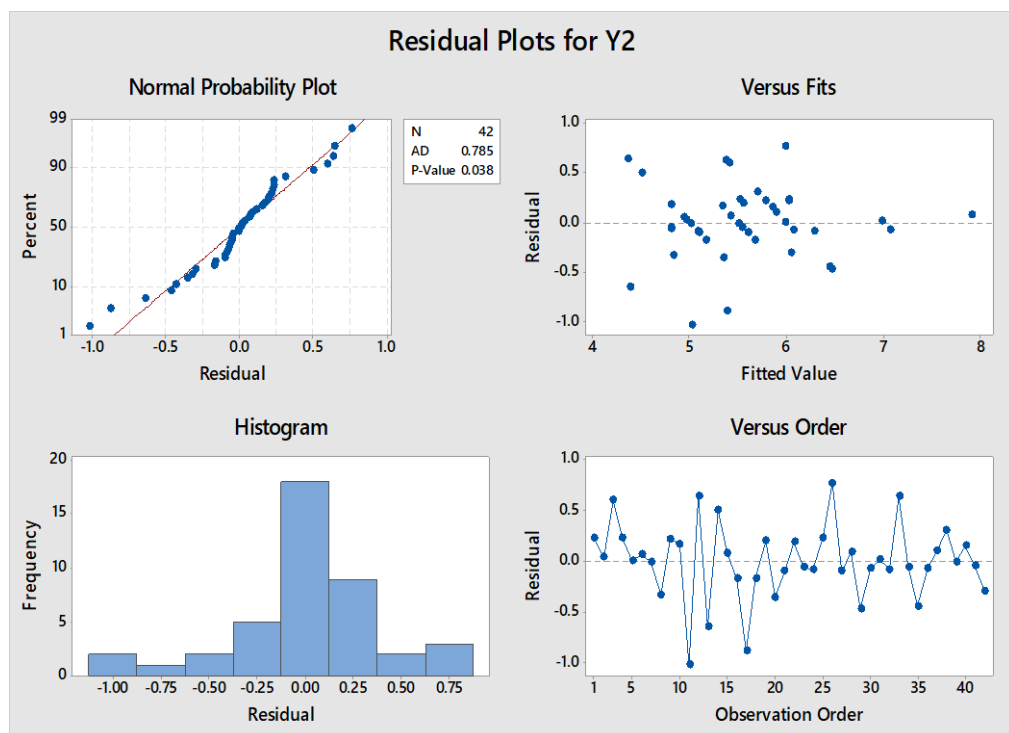 Residual Plots for Y2
Normal Probability Plot
99
90
50
10
1
Percent
-1.0 -0.5 0.0 0.5 1.0
Residual
N 42
AD 0.785
P-Value 0.038
Versus Fits
1.0
0.5
0.0
-0.5
-1.0
Residual
4 5 6 7 8
Fitted Value
Histogram
20
15
10
5
0
Frequency
-1.00 -0.75 -0.50 -0.25 0.00 0.25 0.50 0.75
Residual
Versus Order
1.0
0.5
0.0
-0.5
-1.0
Residual
1 5 10 15 20 25 30 35 40
Observation Order